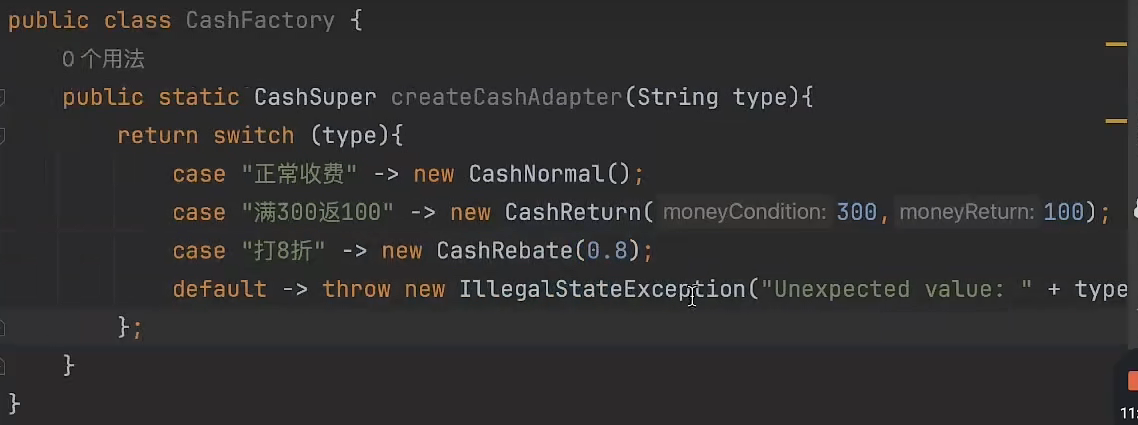 public class CashFactory {
0 个用法
public static CashSuper createCashAdapter(String type){
return switch (type){
case "正常收费" -> new CashNormal();
case "满300返100" -> new CashReturn( moneyCondition: 300, moneyReturn: 100);
case "打8折" -> new CashRebate(0.8);
default -> throw new IllegalStateException("Unexpected value: " + type
};
}
}
11: